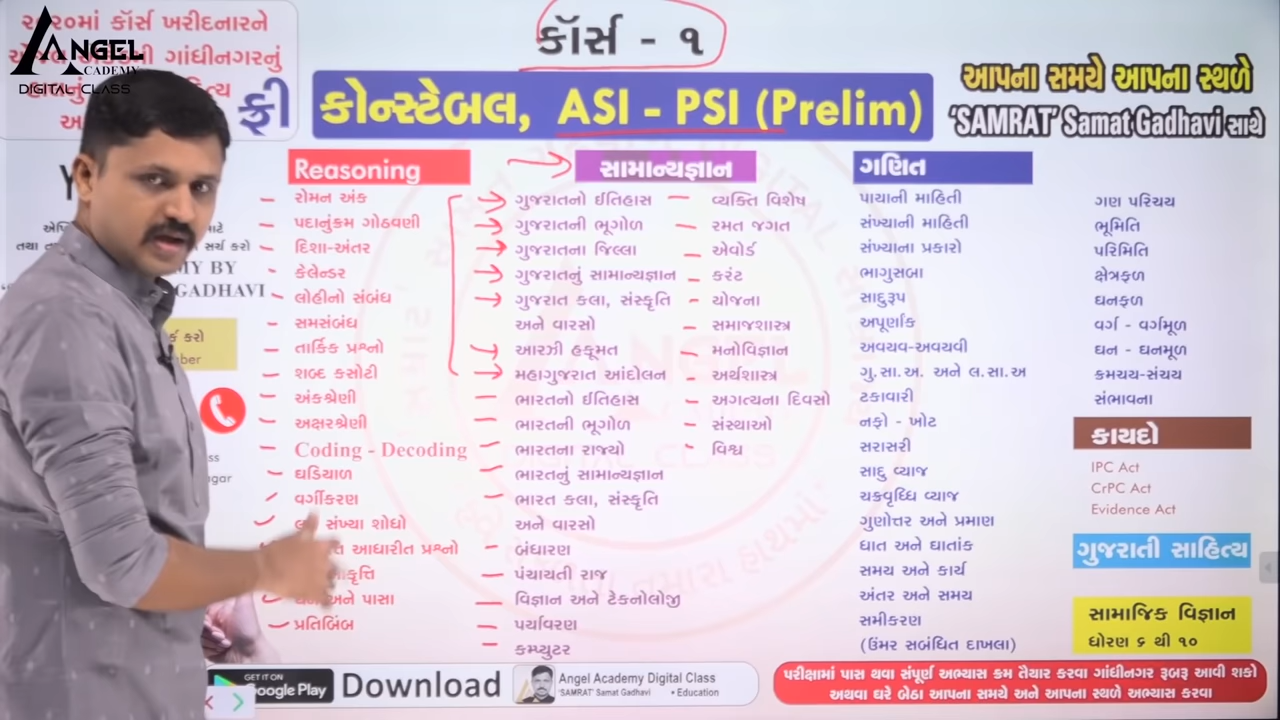 ૨૦૨૦માં કૉર્સ ખરીદનારને
ગાંધીનગરનું
ANGEL
ACADEMY
DIGITAL CLASS
ફ્રી
કૉર્સ - ૧
કોન્સ્ટેબલ, ASI - PSI (Prelim)
આપના સમયે આપના સ્થળે
'SAMRAT' Samat Gadhavi સાથે
MY BY
GADHAVI
Reasoning
રોમન અંક
પદાનુંક્રમ ગોઠવણી
દિશા-અંતર
કેલેન્ડર
લોહીનો સંબંધ
સમસંબંધ
તાર્કિક પ્રશ્નો
શબ્દ કસોટી
અંકશ્રેણી
અક્ષરશ્રેણી
Coding - Decoding
ઘડિયાળ
વર્ગીકરણ
સંખ્યા શોધો
આધારીત પ્રશ્નો
અને પાસા
પ્રતિબિંબ
સામાન્યજ્ઞાન
ગુજરાતનો ઈતિહાસ
ગુજરાતની ભૂગોળ
ગુજરાતના જિલ્લા
ગુજરાતનું સામાન્યજ્ઞાન
ગુજરાત કલા, સંસ્કૃતિ
અને વારસો
આરઝી હકૂમત
મહાગુજરાત આંદોલન
ભારતનો ઈતિહાસ
ભારતની ભૂગોળ
ભારતના રાજ્યો
ભારતનું સામાન્યજ્ઞાન
ભારત કલા, સંસ્કૃતિ
અને વારસો
બંધારણ
પંચાયતી રાજ
વિજ્ઞાન અને ટેકનોલૉજી
પર્યાવરણ
કમ્પ્યુટર
વ્યક્તિ વિશેષ
રમત જગત
એવોર્ડ
કરંટ
યોજના
સમાજશાસ્ત્ર
મનોવિજ્ઞાન
અર્થશાસ્ત્ર
અગત્યના દિવસો
સંસ્થાઓ
વિશ્વ
ગણિત
પાયાની માહિતી
સંખ્યાની માહિતી
સંખ્યાના પ્રકારો
ભાગુસબા
સાદુરૂપ
અપૂર્ણાંક
અવયવ-અવયવી
ગુ.સા.અ. અને લ.સા.અ
ટકાવારી
નફો - ખોટ
સરાસરી
સાદુ વ્યાજ
ચક્રવૃદ્ધિ વ્યાજ
ગુણોત્તર અને પ્રમાણ
ઘાત અને ઘાતાંક
સમય અને કાર્ય
અંતર અને સમય
સમીકરણ
(ઉંમર સબંધિત દાખલા)
ગણ પરિચય
ભૂમિતિ
પરિમિતિ
ક્ષેત્રફળ
ઘનફળ
વર્ગ - વર્ગમૂળ
ઘન - ઘનમૂળ
ક્રમચય-સંચય
સંભાવના
કાયદો
IPC Act
CrPC Act
Evidence Act
ગુજરાતી સાહિત્ય
સામાજિક વિજ્ઞાન
ધોરણ ૬ થી ૧૦
GET IT ON
Google Play
Download
Angel Academy Digital Class
'SAMRAT' Samat Gadhavi • Education
પરીક્ષામાં પાસ થવા સંપૂર્ણ અભ્યાસ ક્રમ તૈયાર કરવા ગાંધીનગર રૂબરૂ આવી શકો
અથવા ઘરે બેઠા આપના સમયે અને આપના સ્થળે અભ્યાસ કરવા